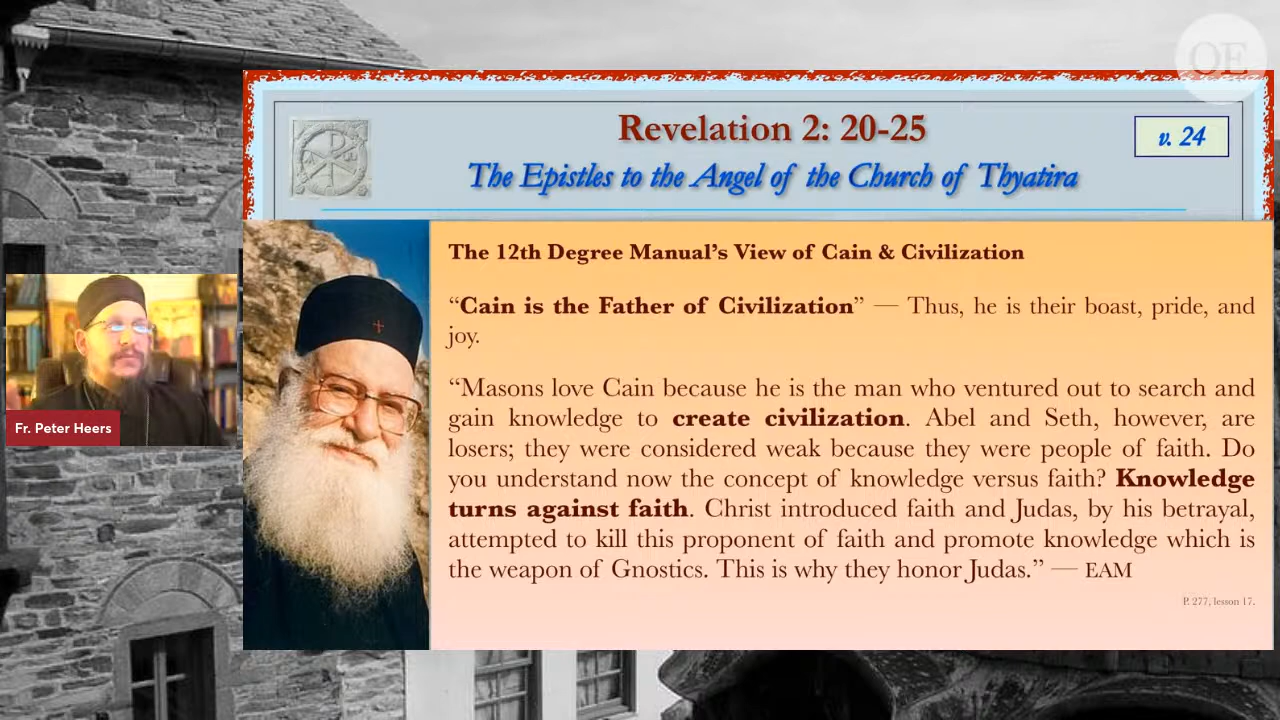 OE
Revelation 2: 20-25
v. 24
The Epistles to the Angel of the Church of Thyatira
The 12th Degree Manual’s View of Cain & Civilization
“Cain is the Father of Civilization” — Thus, he is their boast, pride, and
joy.
“Masons love Cain because he is the man who ventured out to search and
gain knowledge to create civilization. Abel and Seth, however, are
losers; they were considered weak because they were people of faith. Do
you understand now the concept of knowledge versus faith? Knowledge
turns against faith. Christ introduced faith and Judas, by his betrayal,
attempted to kill this proponent of faith and promote knowledge which is
the weapon of Gnostics. This is why they honor Judas.” — EAM
P. 277, lesson 17.
Fr. Peter Heers